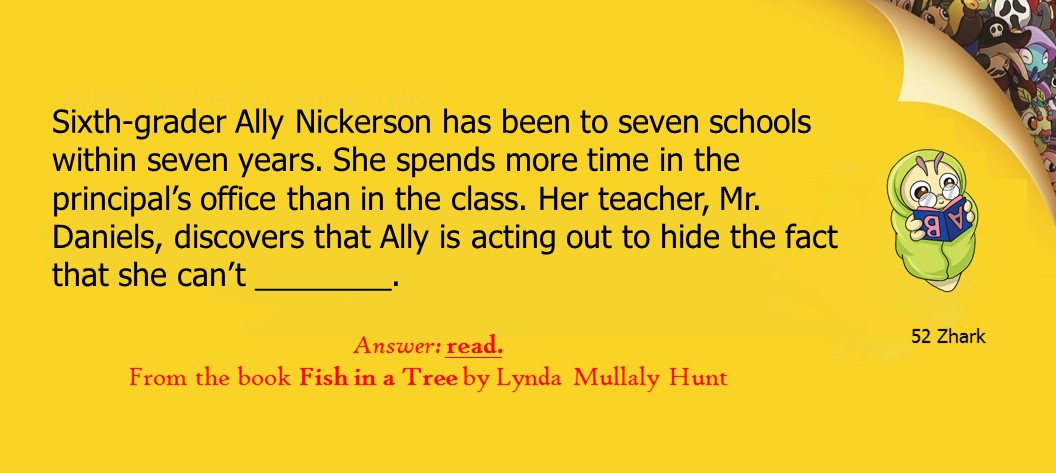 Sixth-grader Ally Nickerson has been to seven schools
within seven years. She spends more time in the
principal’s office than in the class. Her teacher, Mr.
Daniels, discovers that Ally is acting out to hide the fact
that she can’t ________.
A
B
52 Zhark
Answer: read.
From the book Fish in a Tree by Lynda Mullaly Hunt